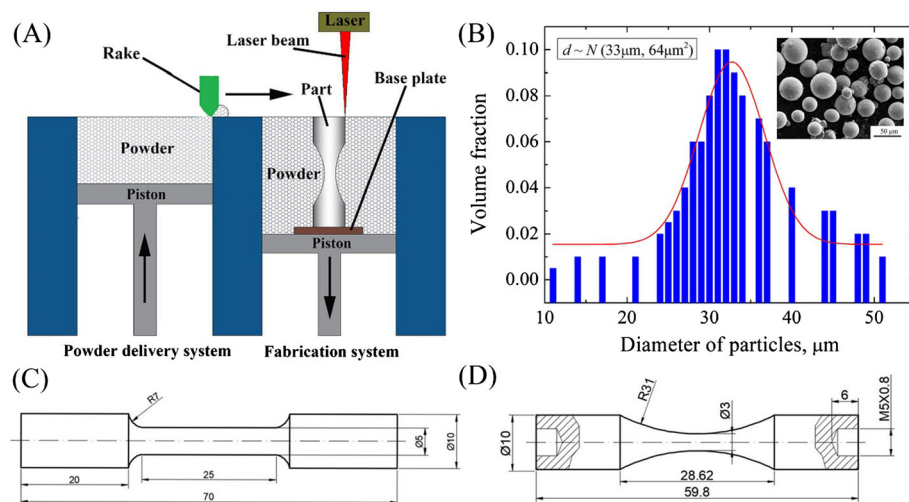 (A)
Laser
Laser beam
Rake
Part
Base plate
Powder
Powder
Piston
Piston
Powder delivery system
Fabrication system
(B)
d ~ N (33μm, 64μm²)
50 μm
Volume fraction
0.10
0.08
0.06
0.04
0.02
0.00
10
20
30
40
50
Diameter of particles, μm
(C)
R7
Ø5
Ø10
20
25
70
(D)
R31
Ø3
6
M5X0.8
Ø10
28.62
59.8